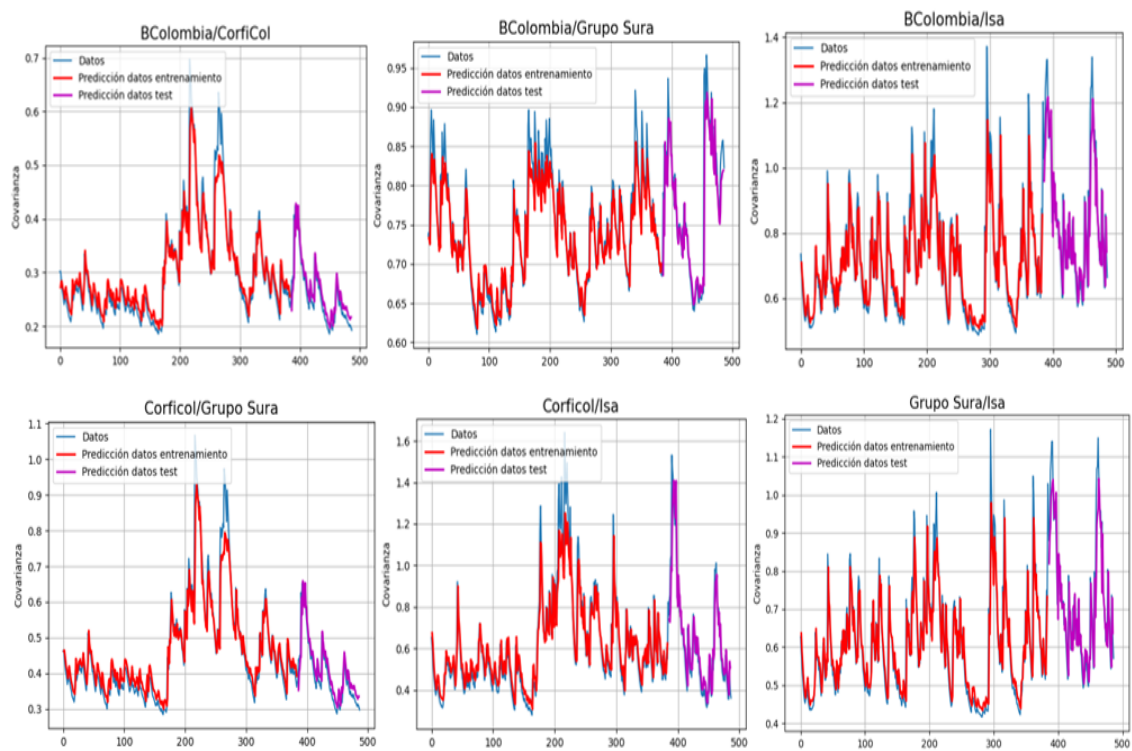 BColombia/CorfiCol
Datos
Predicción datos entrenamiento
Predicción datos test
Covarianza
0.7
0.6
0.5
0.4
0.3
0.2
0
100
200
300
400
500
BColombia/Grupo Sura
Datos
Predicción datos entrenamiento
Predicción datos test
Covarianza
0.95
0.90
0.85
0.80
0.75
0.70
0.65
0.60
0
100
200
300
400
500
BColombia/Isa
Datos
Predicción datos entrenamiento
Predicción datos test
Covarianza
1.4
1.2
1.0
0.8
0.6
0
100
200
300
400
500
Corficol/Grupo Sura
Datos
Predicción datos entrenamiento
Predicción datos test
Covarianza
1.1
1.0
0.9
0.8
0.7
0.6
0.5
0.4
0.3
0
100
200
300
400
500
Corficol/Isa
Datos
Predicción datos entrenamiento
Predicción datos test
Covarianza
1.6
1.4
1.2
1.0
0.8
0.6
0.4
0
100
200
300
400
500
Grupo Sura/Isa
Datos
Predicción datos entrenamiento
Predicción datos test
Covarianza
1.2
1.1
1.0
0.9
0.8
0.7
0.6
0.5
0.4
0
100
200
300
400
500